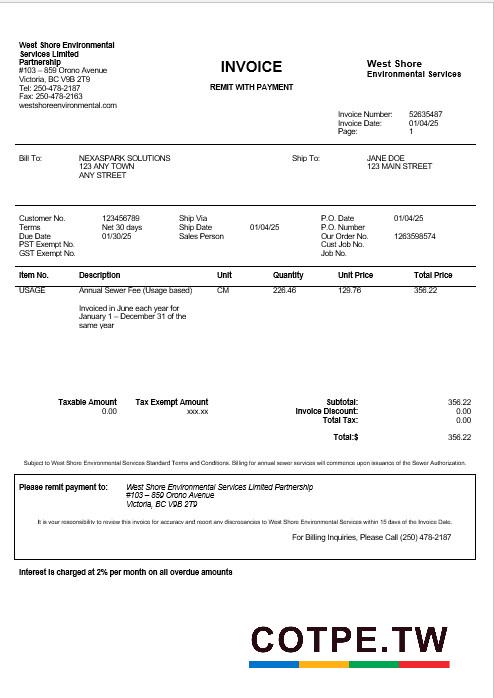 West Shore Environmental
Services Limited
Partnership
#103 – 859 Orono Avenue
Victoria, BC V9B 2T9
Tel: 250-478-2187
Fax: 250-478-2163
westshoreenvironmental.com
INVOICE
REMIT WITH PAYMENT
West Shore
Environmental Services
Invoice Number: 52635487
Invoice Date: 01/04/25
Page: 1
Bill To: NEXASPARK SOLUTIONS
123 ANY TOWN
ANY STREET
Ship To: JANE DOE
123 MAIN STREET
Customer No. 123456789 Ship Via P.O. Date 01/04/25
Terms Net 30 days Ship Date 01/04/25 P.O. Number
Due Date 01/30/25 Sales Person Our Order No. 1263598574
PST Exempt No. Cust Job No.
GST Exempt No. Job No.
Item No. Description Unit Quantity Unit Price Total Price
USAGE Annual Sewer Fee (Usage based) CM 226.46 129.76 356.22
Invoiced in June each year for
January 1 – December 31 of the
same year
Taxable Amount Tax Exempt Amount Subtotal: 356.22
0.00 xxx.xx Invoice Discount: 0.00
Total Tax: 0.00
Total:$ 356.22
Subject to West Shore Environmental Services Standard Terms and Conditions. Billing for annual sewer services will commence upon issuance of the Sewer Authorization.
Please remit payment to: West Shore Environmental Services Limited Partnership
#103 – 859 Orono Avenue
Victoria, BC V9B 2T9
It is your responsibility to review this invoice for accuracy and report any discrepancies to West Shore Environmental Services within 15 days of the Invoice Date.
For Billing Inquiries, Please Call (250) 478-2187
Interest is charged at 2% per month on all overdue amounts
COTPE.TW